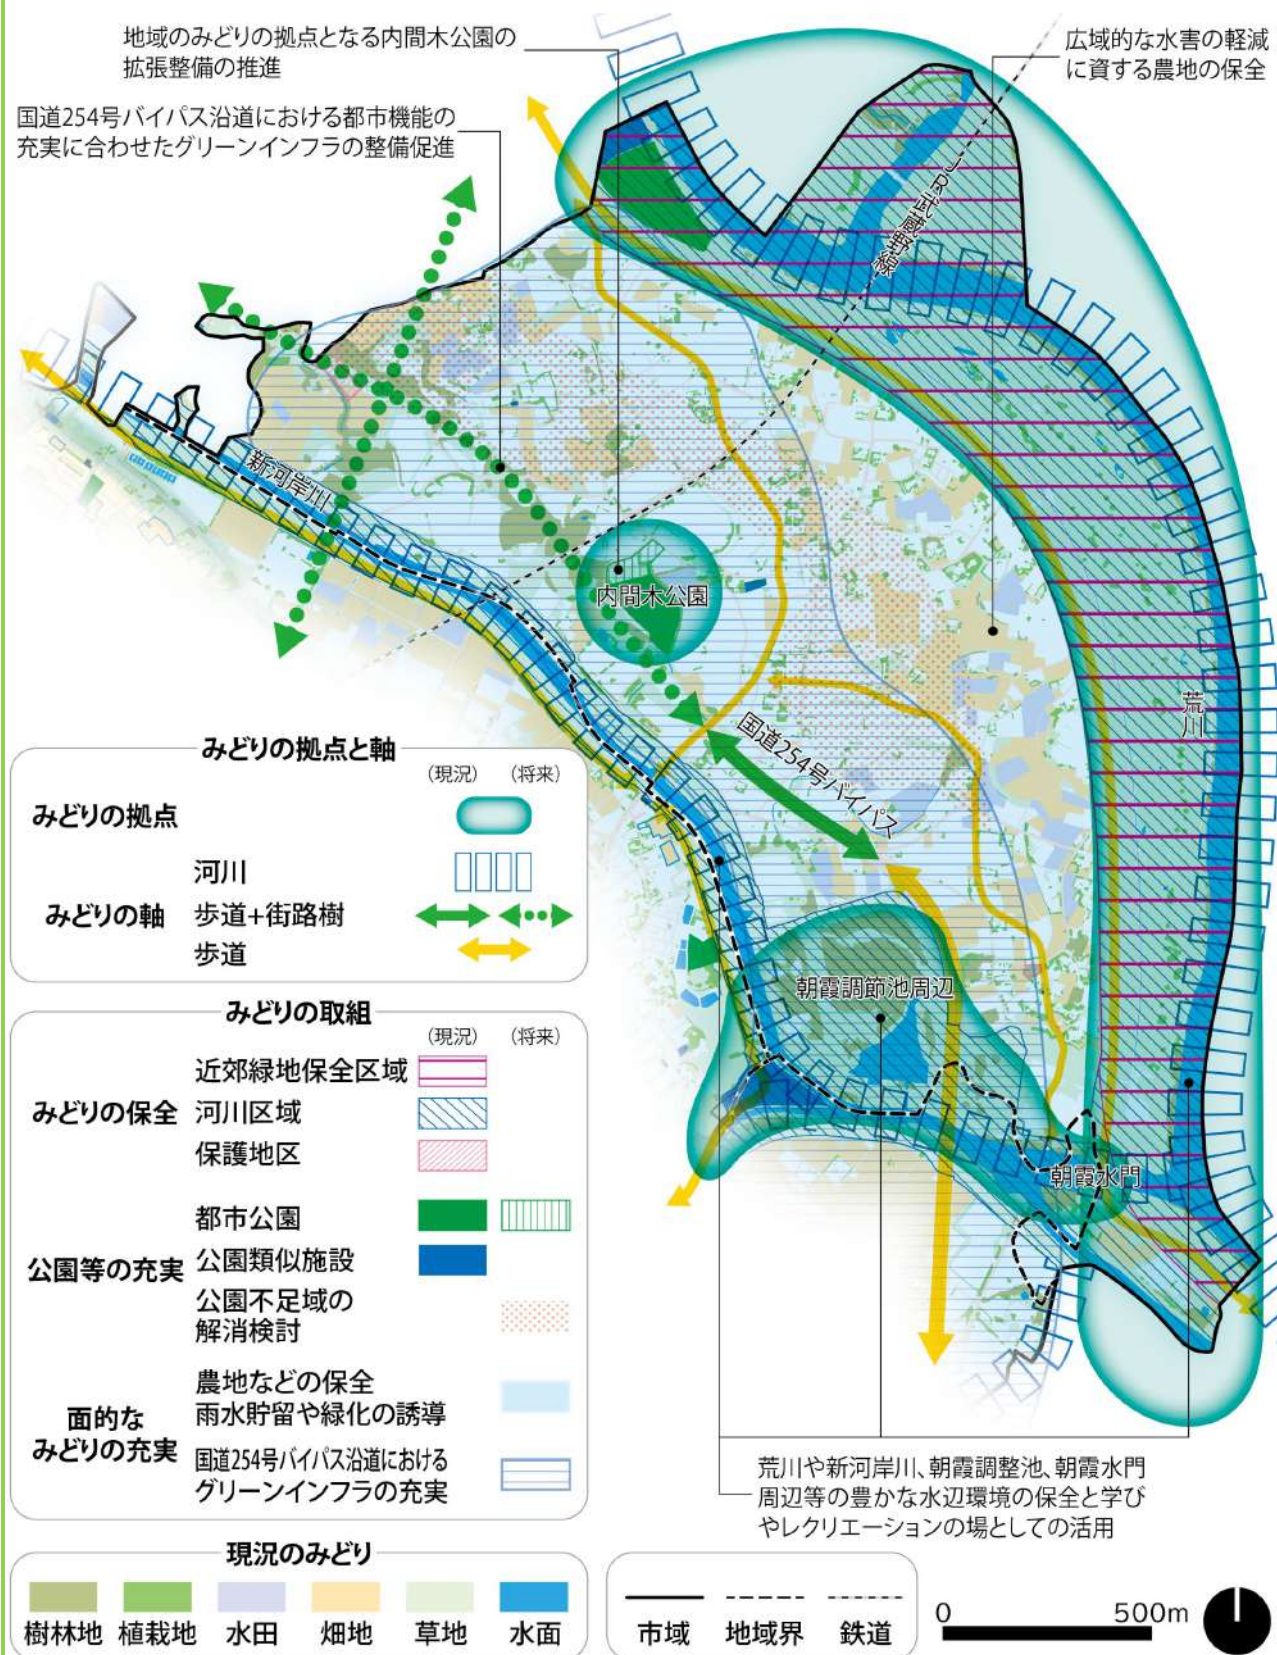 地域のみどりの拠点となる内間木公園の
拡張整備の推進
広域的な水害の軽減
に資する農地の保全
国道254号バイパス沿道における都市機能の
充実に合わせたグリーンインフラの整備促進
JR武蔵野線
新河岸川
内間木公園
荒川
国道254号バイパス
朝霞調節池周辺
朝霞水門
みどりの拠点と軸
(現況) (将来)
みどりの拠点
河川
みどりの軸 歩道+街路樹
歩道
みどりの取組
(現況) (将来)
近郊緑地保全区域
みどりの保全 河川区域
保護地区
都市公園
公園等の充実 公園類似施設
公園不足域の
解消検討
農地などの保全
雨水貯留や緑化の誘導
面的な
みどりの充実
国道254号バイパス沿道における
グリーンインフラの充実
荒川や新河岸川、朝霞調整池、朝霞水門
周辺等の豊かな水辺環境の保全と学び
やレクリエーションの場としての活用
現況のみどり
樹林地 植栽地 水田 畑地 草地 水面
市域 地域界 鉄道
0 500m